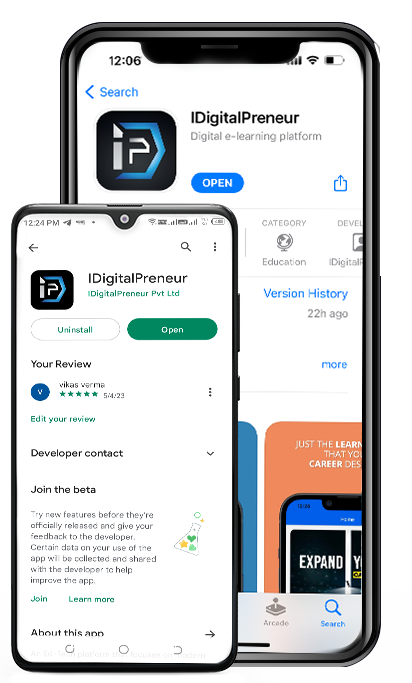 12:06
Search
IDigitalPreneur
Digital e-learning platform
OPEN
CATEGORY
DEVEL
Education
IDigitalP
Version History
22h ago
more
JUST THE LEARN
THAT YO
CAREER DES
Home
EXPAND Y
Arcade
Search
12:24 PM
IDigitalPreneur
IDigitalPreneur Pvt Ltd
Uninstall
Open
Your Review
V
vikas verma
5/4/23
Edit your review
Developer contact
Join the beta
Try new features before they're
officially released and give your
feedback to the developer.
Certain data on your use of the
app will be collected and shared
with the developer to help
improve the app.
Join
Learn more
About this app